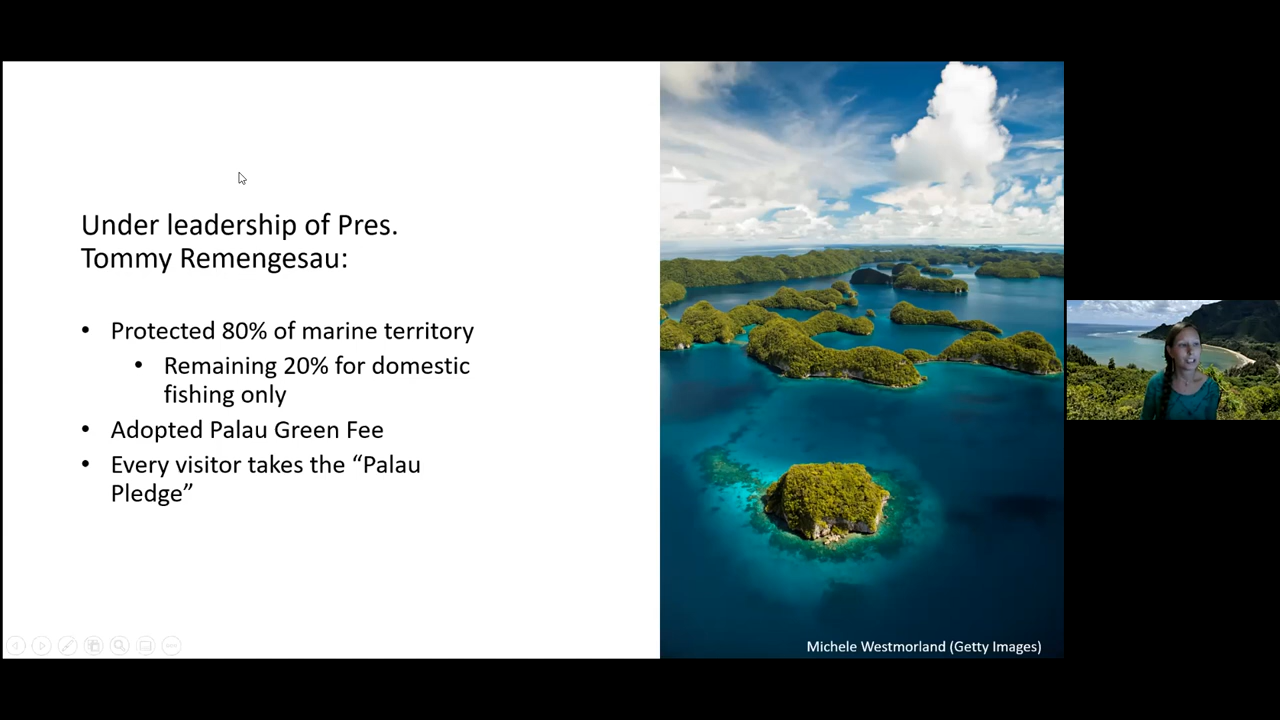 Under leadership of Pres.
Tommy Remengesau:
• Protected 80% of marine territory
• Remaining 20% for domestic
fishing only
• Adopted Palau Green Fee
• Every visitor takes the “Palau
Pledge”
Michele Westmorland (Getty Images)